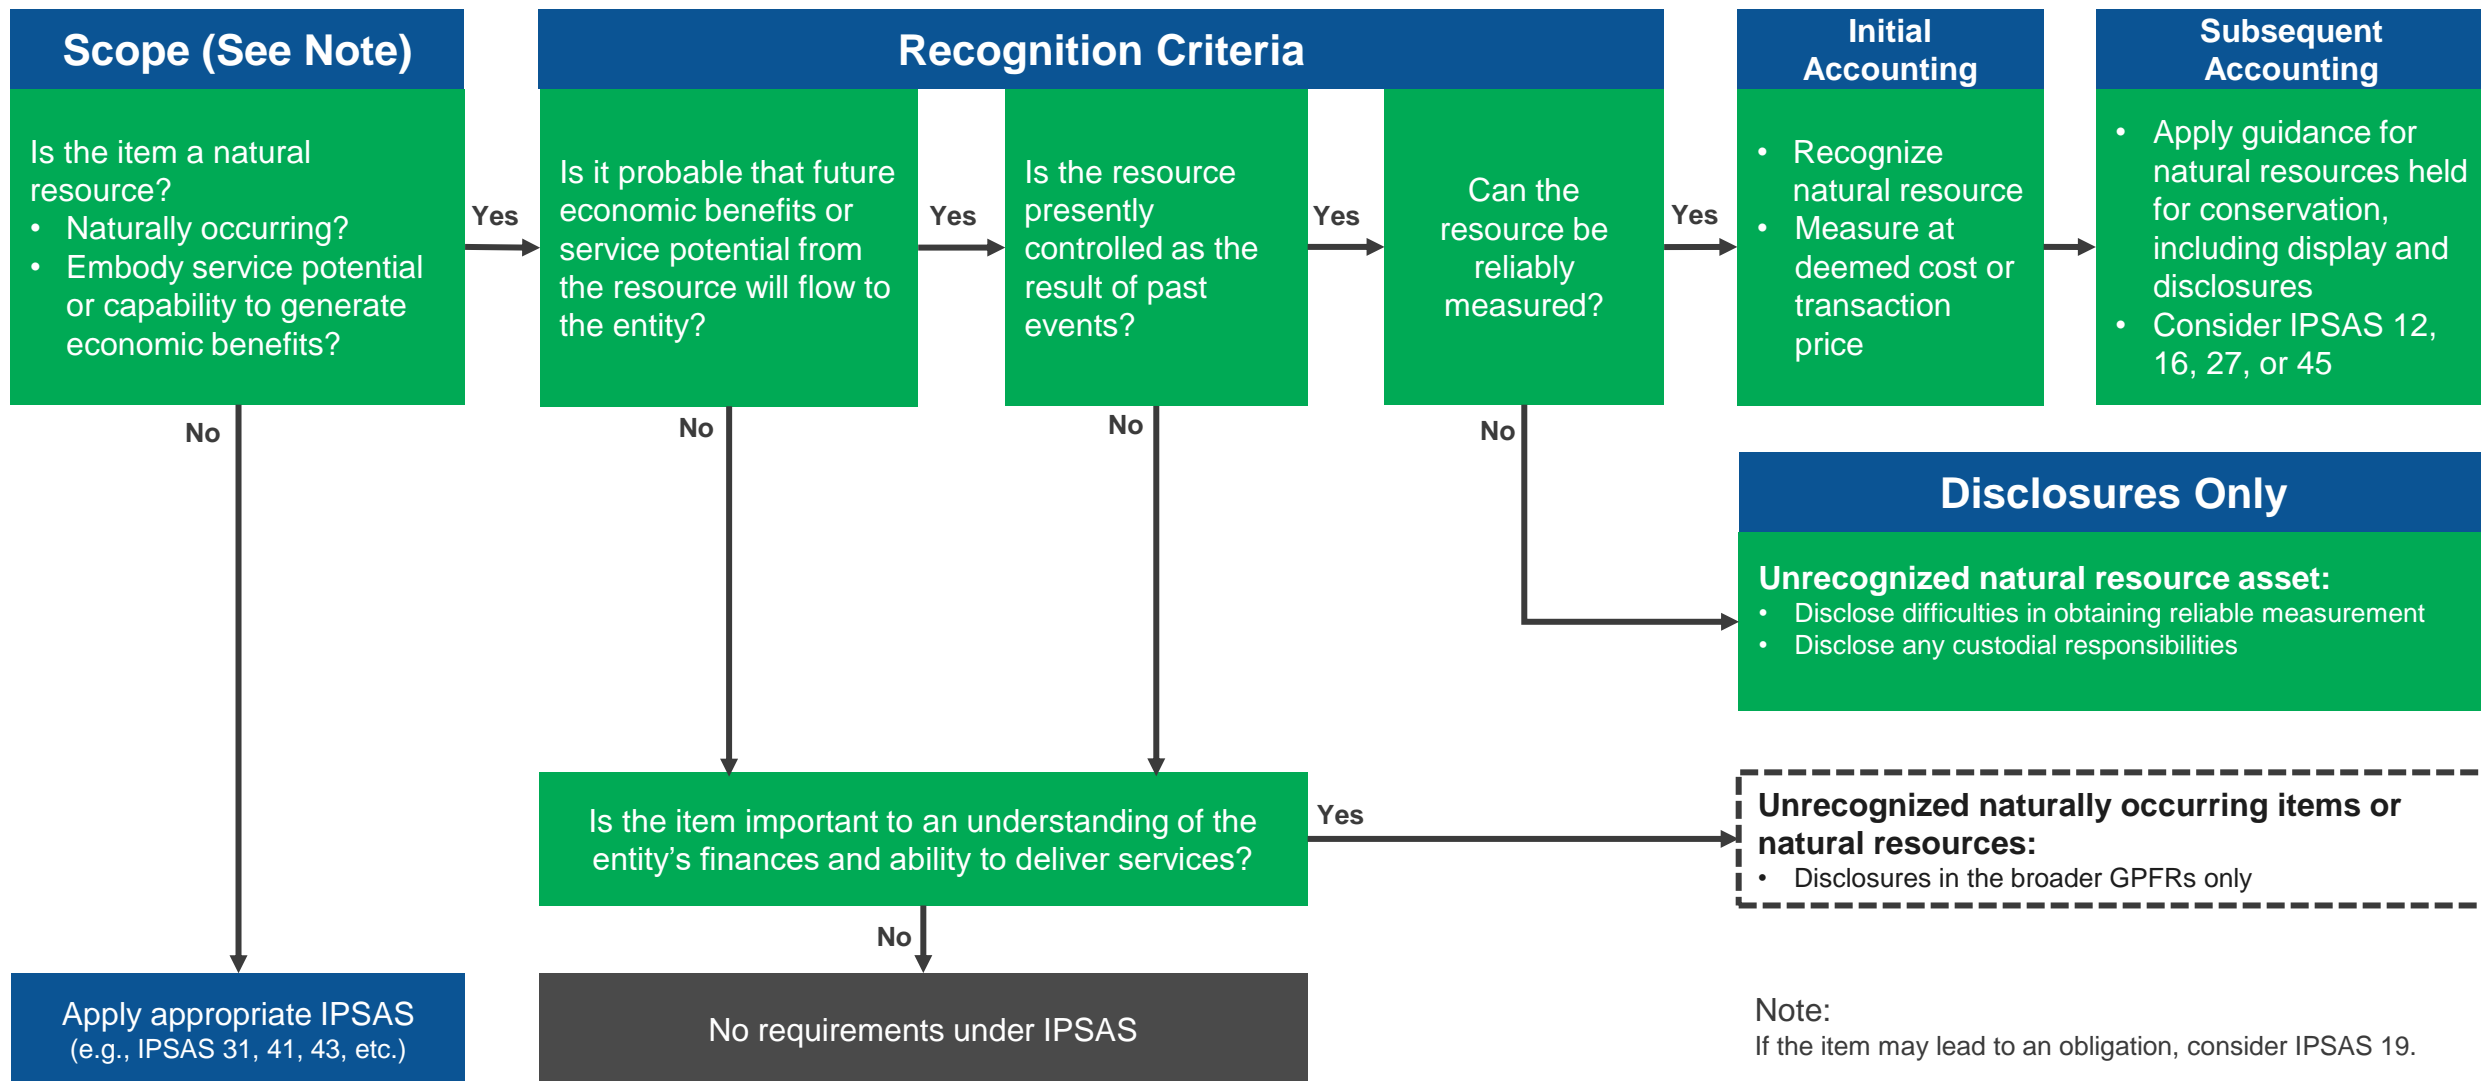 Scope (See Note)
Recognition Criteria
Initial
Accounting
Subsequent
Accounting
Is the item a natural
resource?
• Naturally occurring?
• Embody service potential
or capability to generate
economic benefits?
Yes
Is it probable that future
economic benefits or
service potential from
the resource will flow to
the entity?
Yes
Is the resource
presently
controlled as the
result of past
events?
Yes
Can the
resource be
reliably
measured?
Yes
• Recognize
natural resource
• Measure at
deemed cost or
transaction
price
• Apply guidance for
natural resources held
for conservation,
including display and
disclosures
• Consider IPSAS 12,
16, 27, or 45
No
No
No
No
Disclosures Only
Unrecognized natural resource asset:
• Disclose difficulties in obtaining reliable measurement
• Disclose any custodial responsibilities
Is the item important to an understanding of the
entity’s finances and ability to deliver services?
Yes
Unrecognized naturally occurring items or
natural resources:
• Disclosures in the broader GPFRs only
No
Apply appropriate IPSAS
(e.g., IPSAS 31, 41, 43, etc.)
No requirements under IPSAS
Note:
If the item may lead to an obligation, consider IPSAS 19.